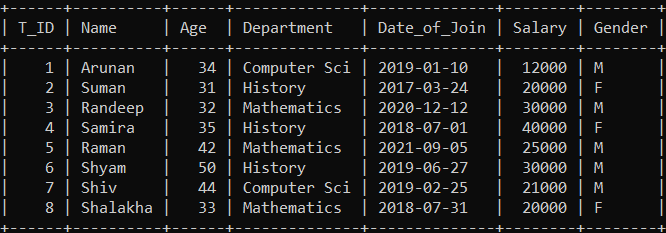 +------+----------+------+--------------+--------------+--------+--------+
| T_ID | Name     | Age  | Department   | Date_of_Join | Salary | Gender |
+------+----------+------+--------------+--------------+--------+--------+
|    1 | Arunan   |   34 | Computer Sci | 2019-01-10   |  12000 | M      |
|    2 | Suman    |   31 | History      | 2017-03-24   |  20000 | F      |
|    3 | Randeep  |   32 | Mathematics  | 2020-12-12   |  30000 | M      |
|    4 | Samira   |   35 | History      | 2018-07-01   |  40000 | F      |
|    5 | Raman    |   42 | Mathematics  | 2021-09-05   |  25000 | M      |
|    6 | Shyam    |   50 | History      | 2019-06-27   |  30000 | M      |
|    7 | Shiv     |   44 | Computer Sci | 2019-02-25   |  21000 | M      |
|    8 | Shalakha |   33 | Mathematics  | 2018-07-31   |  20000 | F      |
+------+----------+------+--------------+--------------+--------+--------+